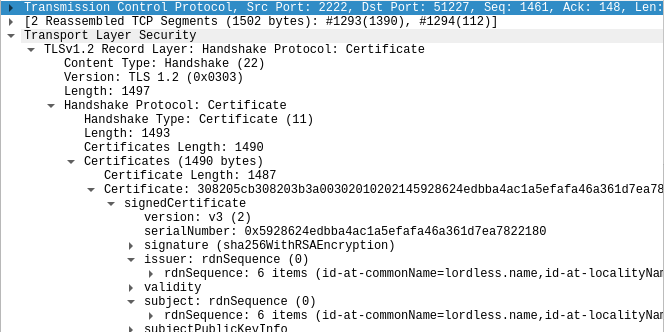 Transmission Control Protocol, Src Port: 2222, Dst Port: 51227, Seq: 1461, Ack: 148, Len:
[2 Reassembled TCP Segments (1502 bytes): #1293(1390), #1294(112)]
Transport Layer Security
TLSv1.2 Record Layer: Handshake Protocol: Certificate
Content Type: Handshake (22)
Version: TLS 1.2 (0x0303)
Length: 1497
Handshake Protocol: Certificate
Handshake Type: Certificate (11)
Length: 1493
Certificates Length: 1490
Certificates (1490 bytes)
Certificate Length: 1487
Certificate: 308205cb308203b3a00302010202145928624edbba4ac1a5efafa46a361d7ea78
signedCertificate
version: v3 (2)
serialNumber: 0x5928624edbba4ac1a5efafa46a361d7ea7822180
signature (sha256WithRSAEncryption)
issuer: rdnSequence (0)
rdnSequence: 6 items (id-at-commonName=lordless.name,id-at-localityNam
validity
subject: rdnSequence (0)
rdnSequence: 6 items (id-at-commonName=lordless.name,id-at-localityNam
subjectPublicKeyInfo